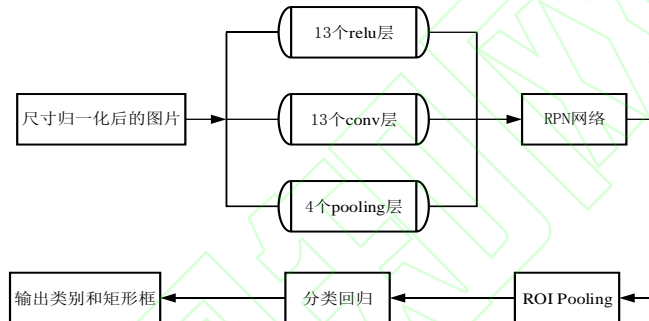 13个relu层
尺寸归一化后的图片
13个conv层
RPN网络
4个pooling层
输出类别和矩形框
分类回归
ROI Pooling